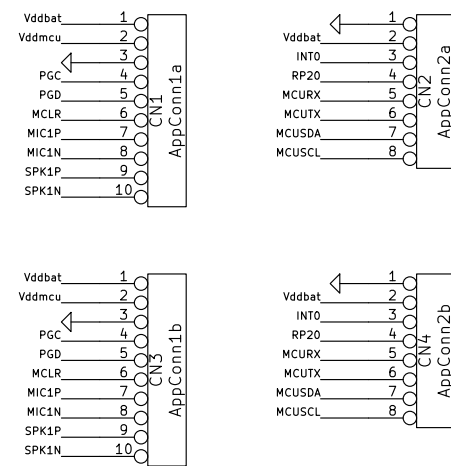 Vddbat 1
Vddmcu 2
3
PGC 4
PGD 5
MCLR 6
MIC1P 7
MIC1N 8
SPK1P 9
SPK1N 10
CN1
AppConn1a
1
Vddbat 2
INT0 3
RP20 4
MCURX 5
MCUTX 6
MCUSDA 7
MCUSCL 8
CN2
AppConn2a
Vddbat 1
Vddmcu 2
3
PGC 4
PGD 5
MCLR 6
MIC1P 7
MIC1N 8
SPK1P 9
SPK1N 10
CN3
AppConn1b
1
Vddbat 2
INT0 3
RP20 4
MCURX 5
MCUTX 6
MCUSDA 7
MCUSCL 8
CN4
AppConn2b